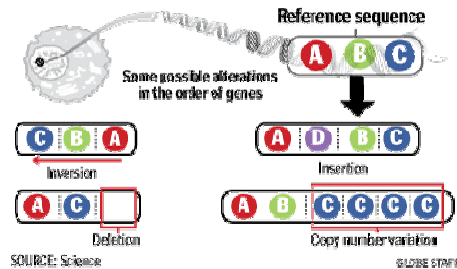 Reference sequence
A B C
Some possible alterations
in the order of genes
C B A
Inversion
A D B C
Insertion
A C
Deletion
A B C C C C
Copy number variation
SOURCE: Science
GLOBE STAFF